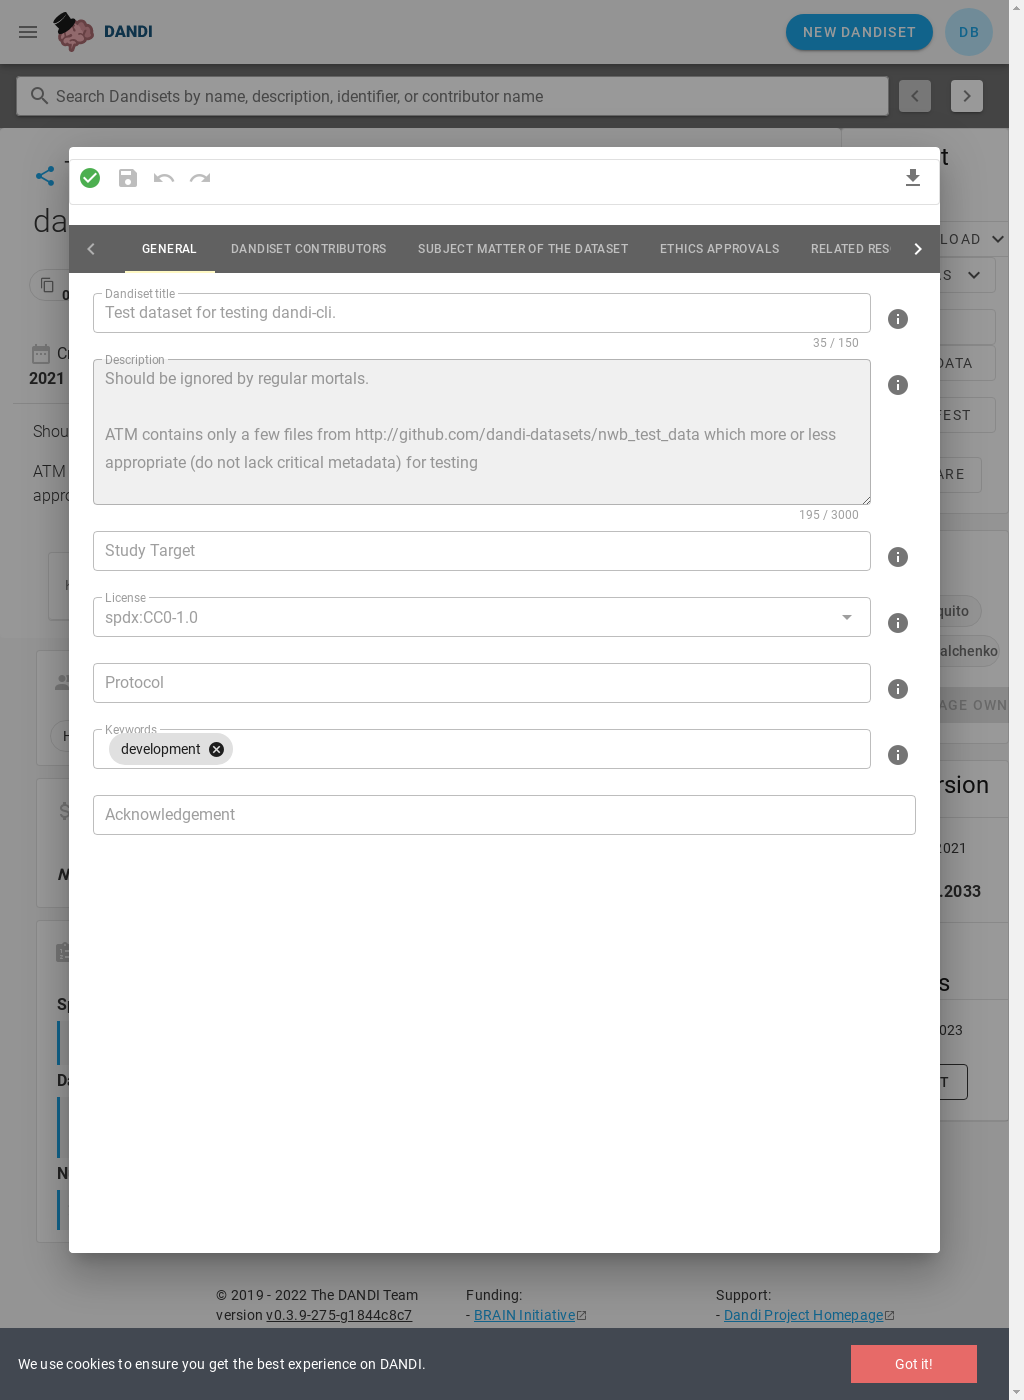 DANDI
NEW DANDISET
DB
Search Dandisets by name, description, identifier, or contributor name
da
GENERAL
DANDISET CONTRIBUTORS
SUBJECT MATTER OF THE DATASET
ETHICS APPROVALS
RELATED RES
LOAD
Dandiset title
Test dataset for testing dandi-cli.
35 / 150
2021
Description
Should be ignored by regular mortals.
ATM contains only a few files from http://github.com/dandi-datasets/nwb_test_data which more or less
appropriate (do not lack critical metadata) for testing
195 / 3000
Shou
ATM
appro
DATA
ARE
Study Target
License
spdx:CC0-1.0
quito
alchenko
Protocol
AGE OWN
Keywords
development
rsion
Acknowledgement
2021
.2033
s
2023
T
© 2019 - 2022 The DANDI Team
version v0.3.9-275-g1844c8c7
Funding:
- BRAIN Initiative
Support:
- Dandi Project Homepage
We use cookies to ensure you get the best experience on DANDI.
Got it!